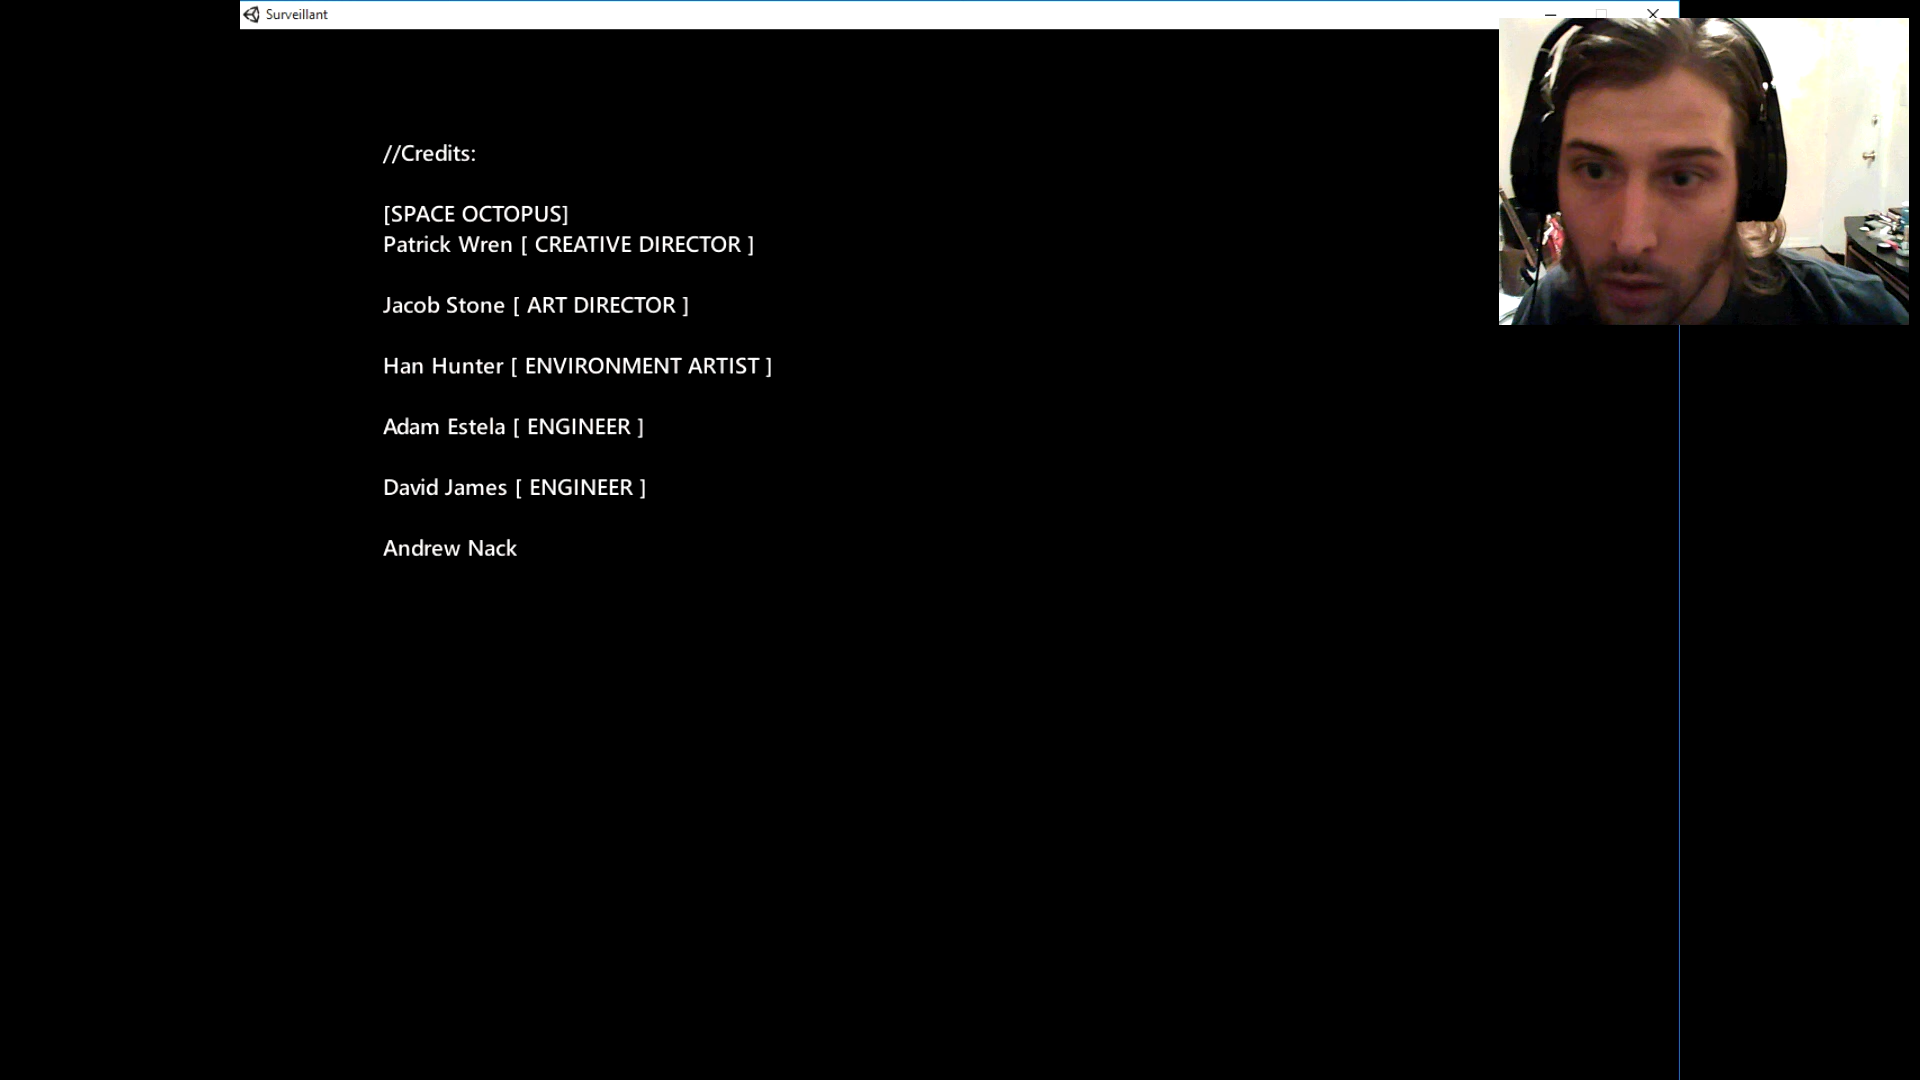 Surveillant
//Credits:
[SPACE OCTOPUS]
Patrick Wren [ CREATIVE DIRECTOR ]
Jacob Stone [ ART DIRECTOR ]
Han Hunter [ ENVIRONMENT ARTIST ]
Adam Estela [ ENGINEER ]
David James [ ENGINEER ]
Andrew Nack